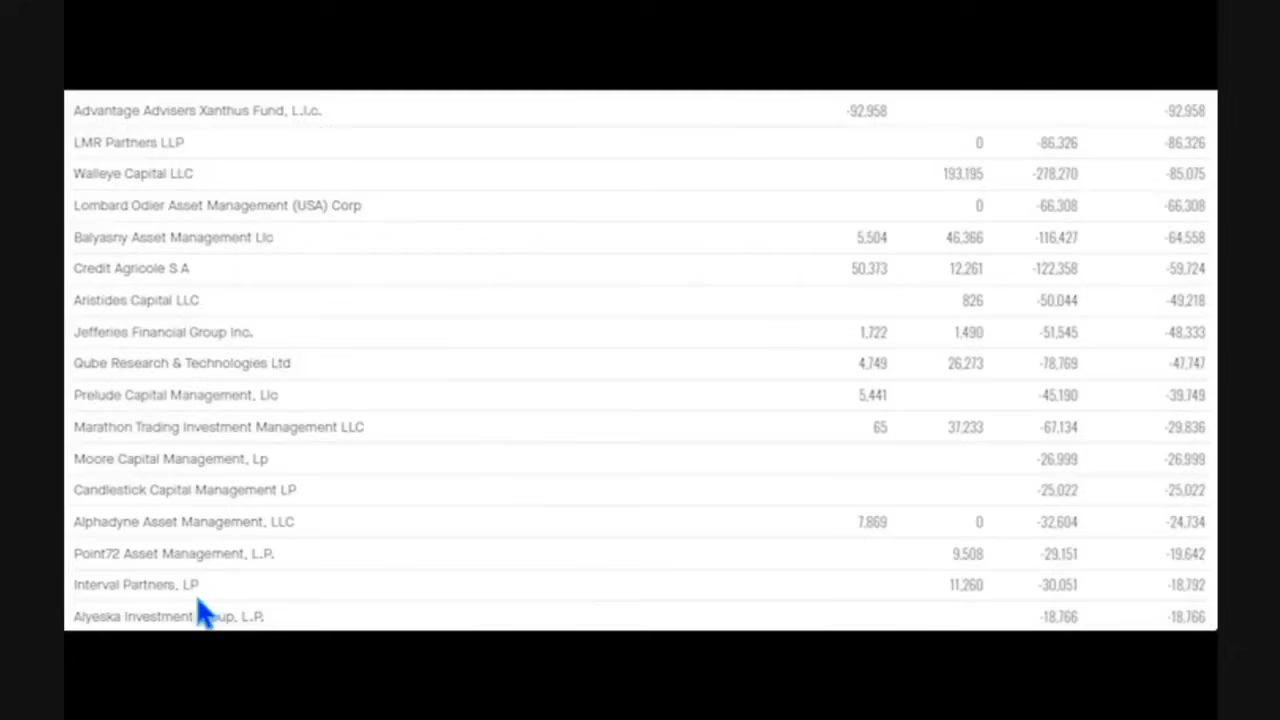 Advantage Advisers Xanthus Fund, L.l.c. -92,958 -92,958
LMR Partners LLP 0 -86,326 -86,326
Walleye Capital LLC 193,195 -278,270 -85,075
Lombard Odier Asset Management (USA) Corp 0 -66,308 -66,308
Balyasny Asset Management Llc 5,504 46,366 -116,427 -64,558
Credit Agricole S A 50,373 12,261 -122,358 -59,724
Aristides Capital LLC 826 -50,044 -49,218
Jefferies Financial Group Inc. 1,722 1,490 -51,545 -48,333
Qube Research & Technologies Ltd 4,749 26,273 -78,769 -47,747
Prelude Capital Management, Llc 5,441 -45,190 -39,749
Marathon Trading Investment Management LLC 65 37,233 -67,134 -29,836
Moore Capital Management, Lp -26,999 -26,999
Candlestick Capital Management LP -25,022 -25,022
Alphadyne Asset Management, LLC 7,869 0 -32,604 -24,734
Point72 Asset Management, L.P. 9,508 -29,151 -19,642
Interval Partners, LP 11,260 -30,051 -18,792
Alyeska Investment L.P. -18,766 -18,766